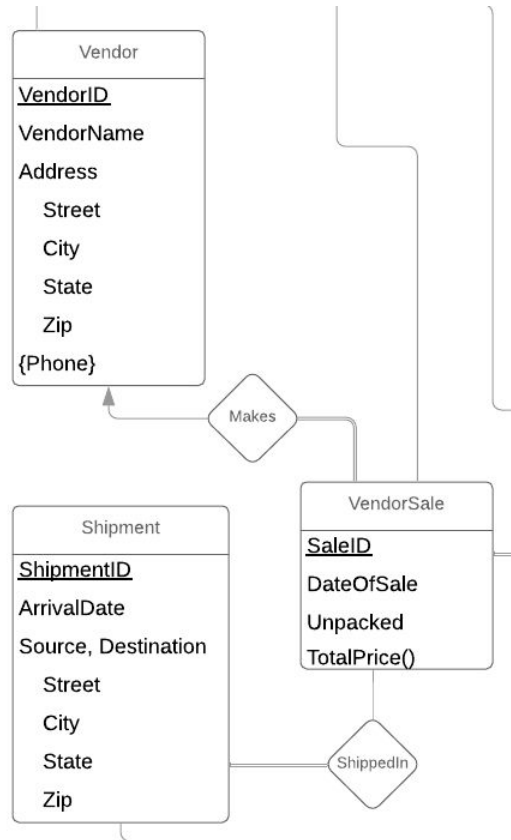 Vendor
VendorID
VendorName
Address
Street
City
State
Zip
{Phone}
Makes
VendorSale
SaleID
DateOfSale
Unpacked
TotalPrice()
Shipment
ShipmentID
ArrivalDate
Source, Destination
Street
City
State
Zip
ShippedIn